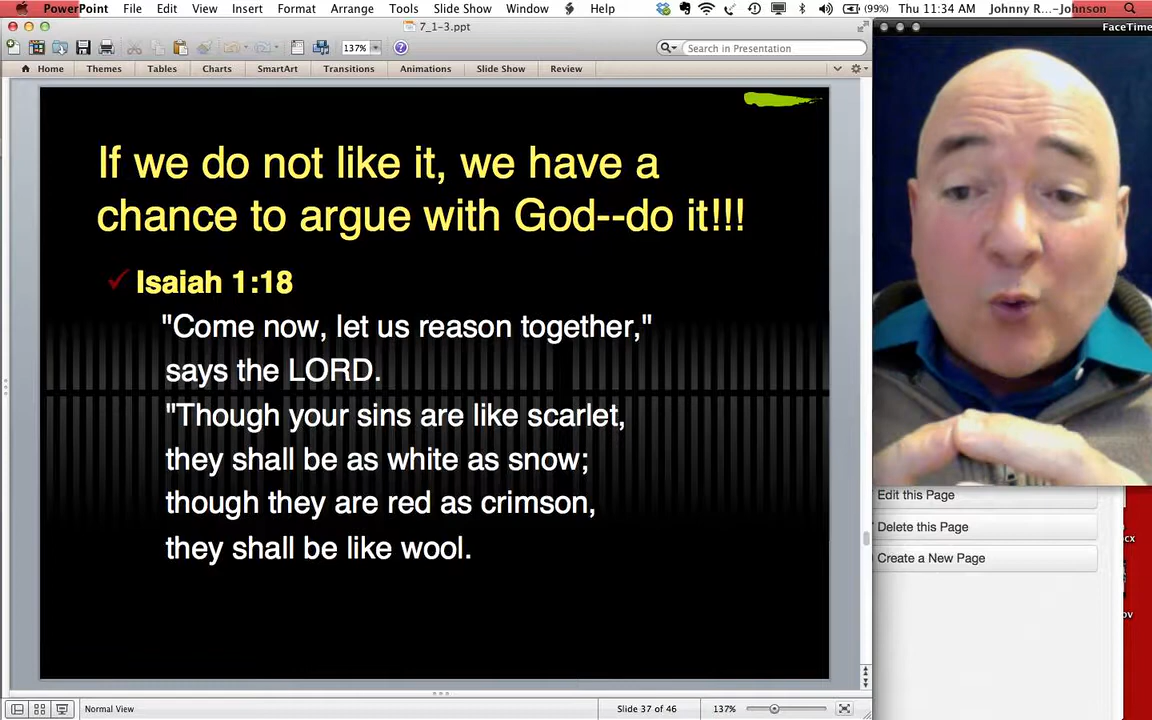 PowerPoint File Edit View Insert Format Arrange Tools Slide Show Window Help (99%) Thu 11:34 AM Johnny R...-Johnson
7_1-3.ppt
FaceTime
137% Search in Presentation
Home Themes Tables Charts SmartArt Transitions Animations Slide Show Review
If we do not like it, we have a
chance to argue with God--do it!!!
Isaiah 1:18
"Come now, let us reason together,"
says the LORD.
"Though your sins are like scarlet,
they shall be as white as snow;
though they are red as crimson,
they shall be like wool.
Edit this Page
Delete this Page
Create a New Page
Normal View Slide 37 of 46 137%